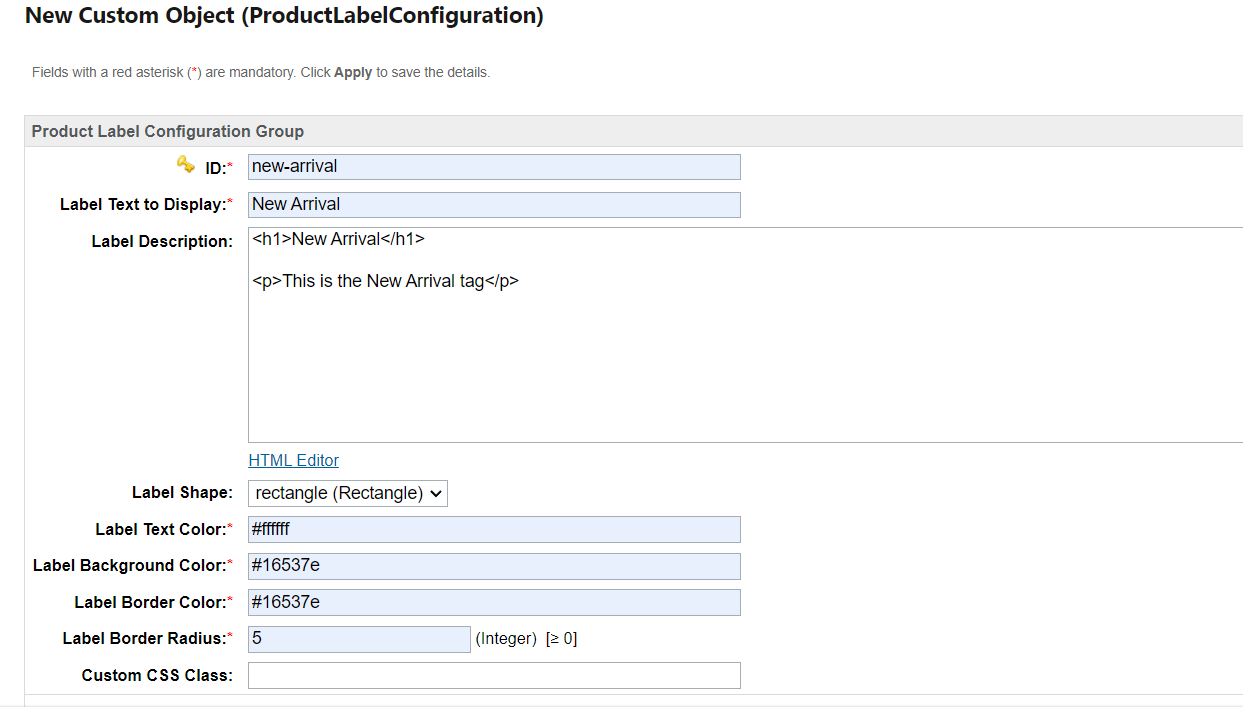 New Custom Object (ProductLabelConfiguration)
Fields with a red asterisk (*) are mandatory. Click Apply to save the details.
Product Label Configuration Group
ID:* new-arrival
Label Text to Display:* New Arrival
Label Description: <h1>New Arrival</h1>
<p>This is the New Arrival tag</p>
HTML Editor
Label Shape: rectangle (Rectangle)
Label Text Color:* #ffffff
Label Background Color:* #16537e
Label Border Color:* #16537e
Label Border Radius:* 5 (Integer) [≥ 0]
Custom CSS Class: